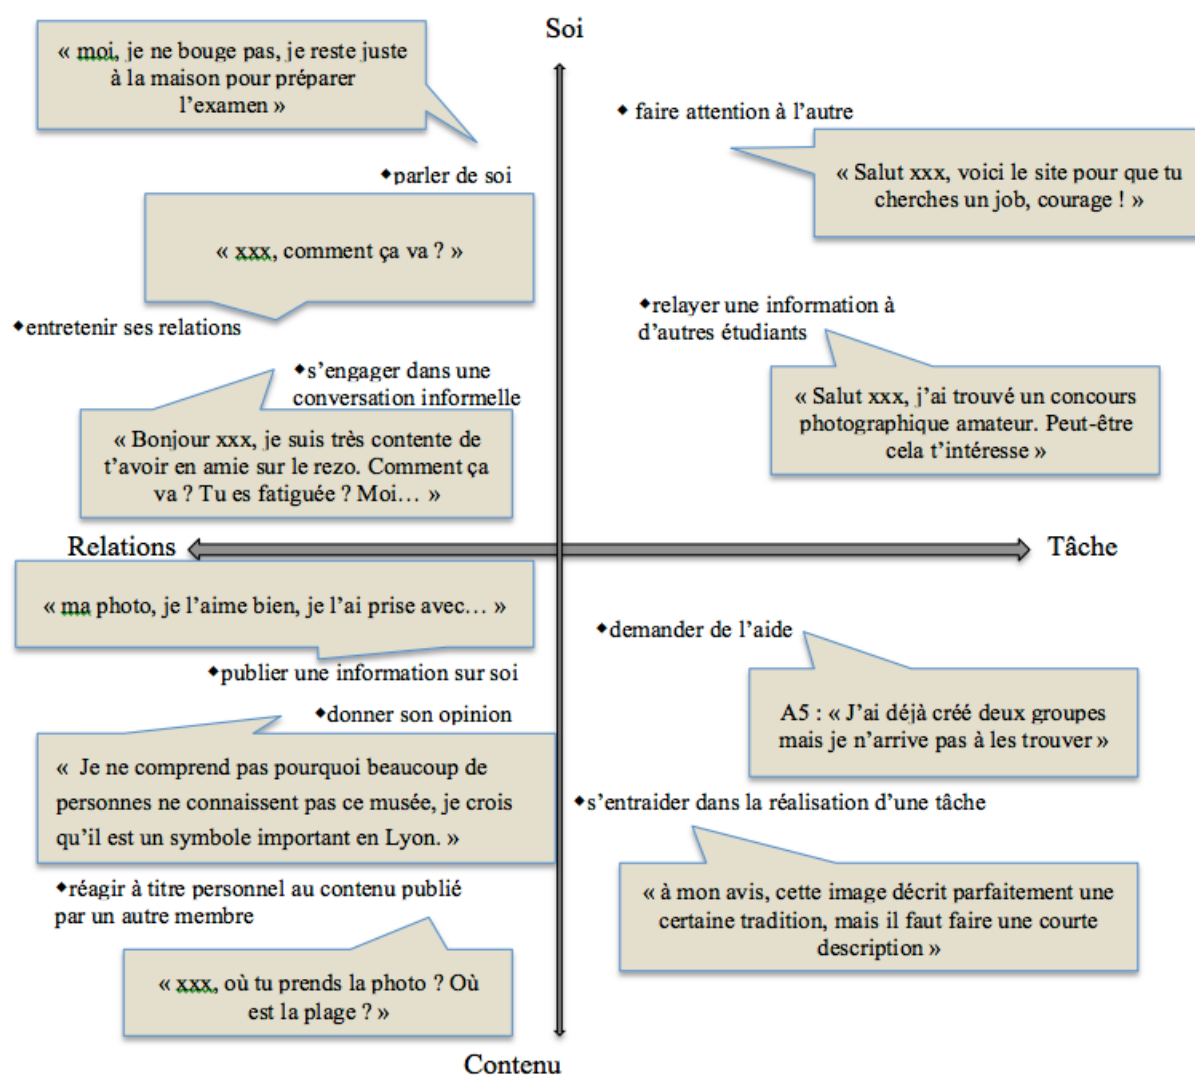 Soi
« moi, je ne bouge pas, je reste juste
à la maison pour préparer
l’examen »
◆parler de soi
« xxx, comment ça va ? »
◆entretenir ses relations
◆s’engager dans une
conversation informelle
« Bonjour xxx, je suis très contente de
t’avoir en amie sur le rezo. Comment ça
va ? Tu es fatiguée ? Moi… »
◆ faire attention à l’autre
« Salut xxx, voici le site pour que tu
cherches un job, courage ! »
◆relayer une information à
d’autres étudiants
« Salut xxx, j’ai trouvé un concours
photographique amateur. Peut-être
cela t’intéresse »
Relations
Tâche
« ma photo, je l’aime bien, je l’ai prise avec… »
◆publier une information sur soi
◆donner son opinion
« Je ne comprend pas pourquoi beaucoup de
personnes ne connaissent pas ce musée, je crois
qu’il est un symbole important en Lyon. »
◆réagir à titre personnel au contenu publié
par un autre membre
« xxx, où tu prends la photo ? Où
est la plage ? »
◆demander de l’aide
A5 : « J’ai déjà créé deux groupes
mais je n’arrive pas à les trouver »
◆s’entraider dans la réalisation d’une tâche
« à mon avis, cette image décrit parfaitement une
certaine tradition, mais il faut faire une courte
description »
Contenu